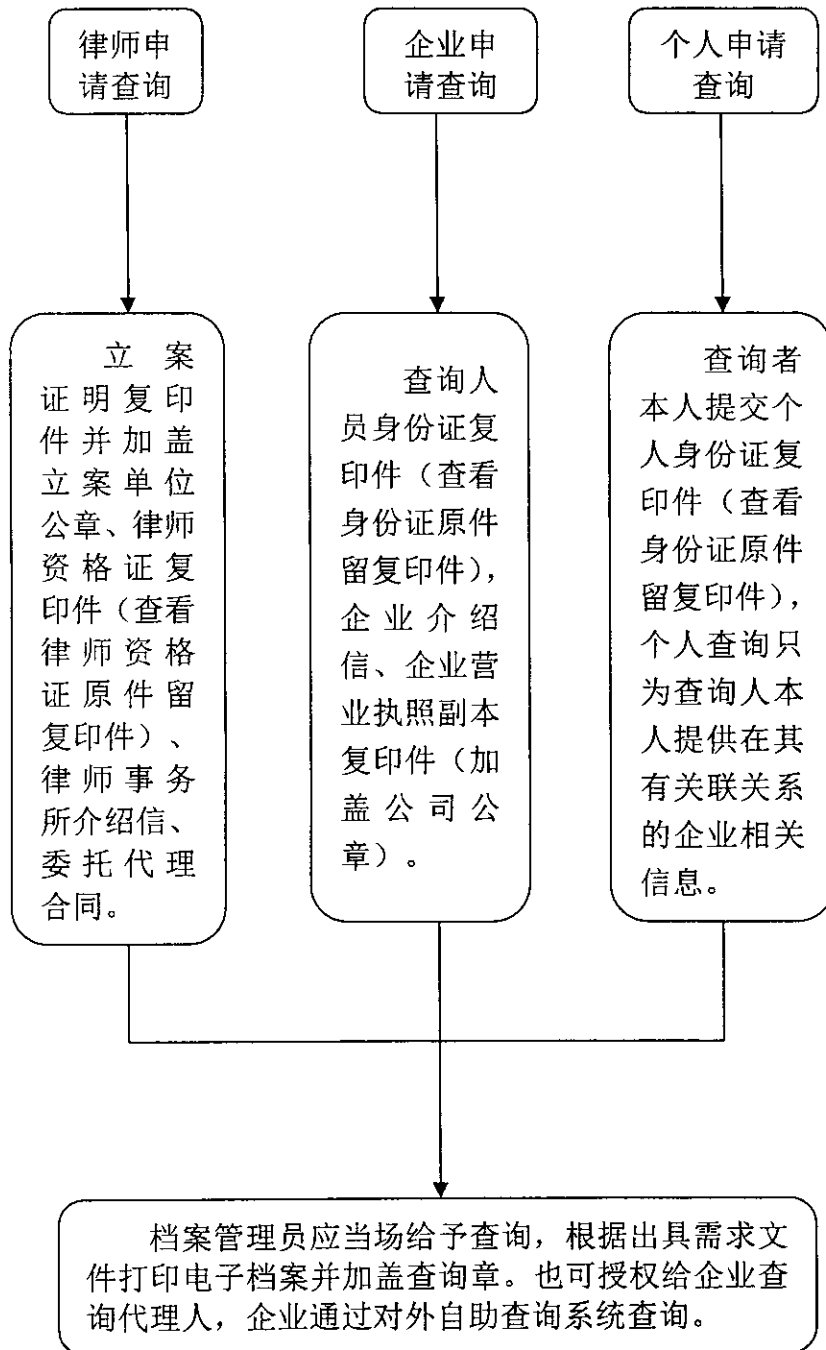 律师申
请查询
企业申
请查询
个人申请
查询
立案
证明复印
件并加盖
立案单位
公章、律师
资格证复
印件（查看
律师资格
证原件留
复印件）、
律师事务
所介绍信、
委托代理
合同。
查询人
员身份证复
印件（查看
身份证原件
留复印件），
企业介绍
信、企业营
业执照副本
复印件（加
盖公司公
章）。
查询者
本人提交个
人身份证复
印件（查看
身份证原件
留复印件），
个人查询只
为查询人本
人提供在其
有关联关系
的企业相关
信息。
档案管理员应当场给予查询，根据出具需求文
件打印电子档案并加盖查询章。也可授权给企业查
询代理人，企业通过对外自助查询系统查询。